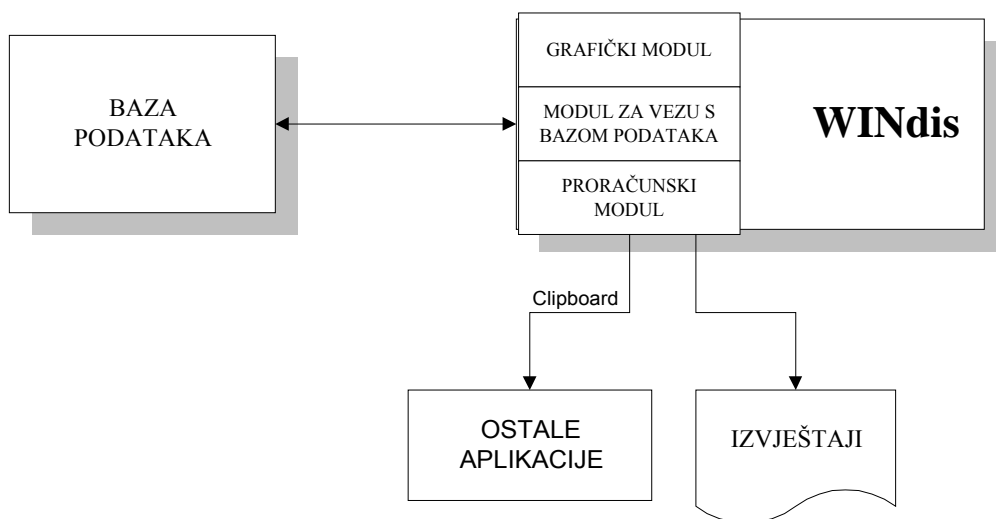 BAZA
PODATAKA
GRAFIČKI MODUL
MODUL ZA VEZU S
BAZOM PODATAKA
PRORAČUNSKI
MODUL
WINdis
Clipboard
OSTALE
APLIKACIJE
IZVJEŠTAJI